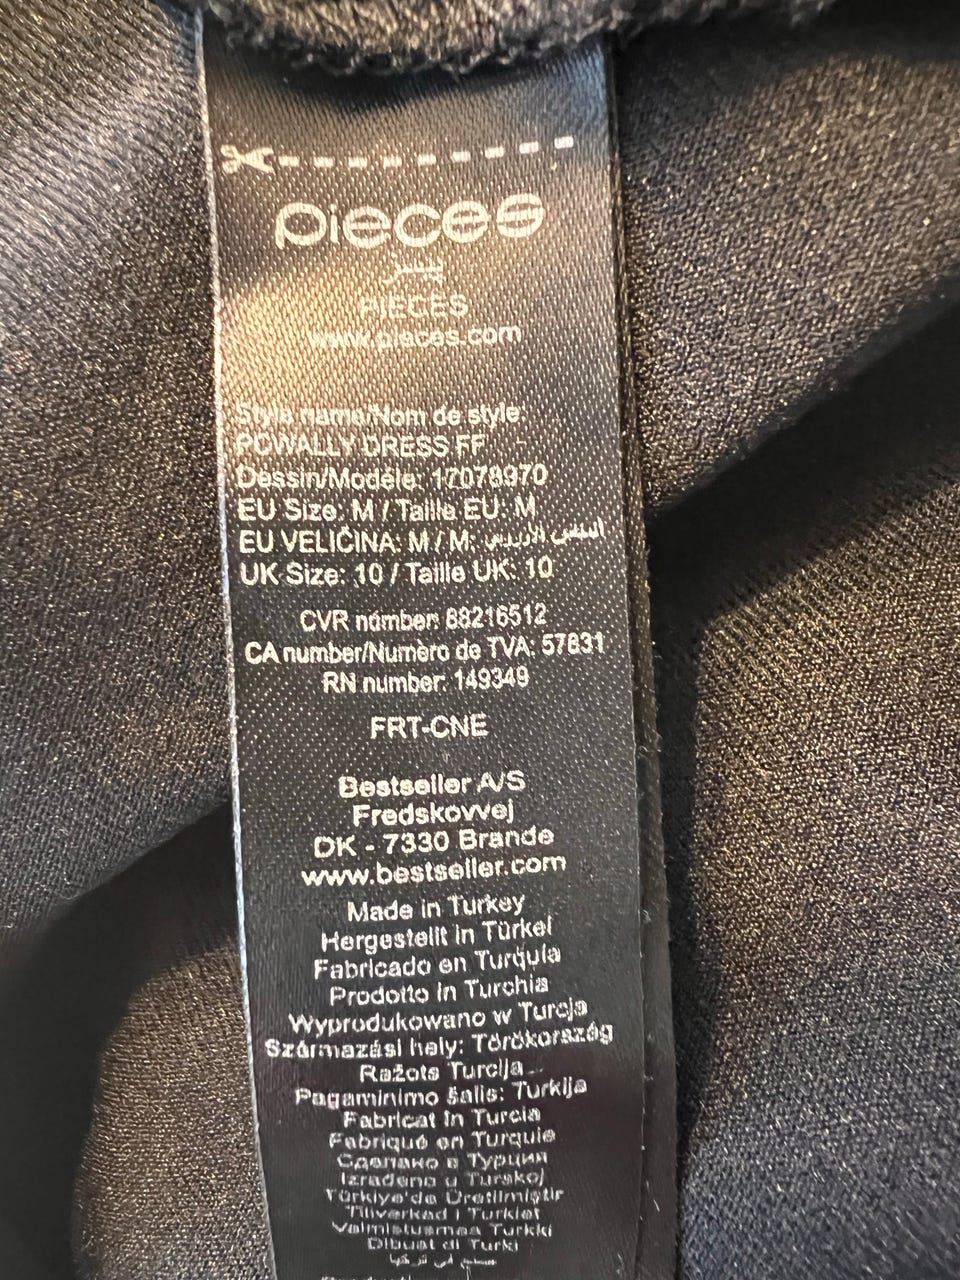 pieces
PIECES
www.pieces.com
Style name/Nom de style:
PCWALLY DRESS FF
Dessin/Modèle: 17078970
EU Size: M / Taille EU: M
EU VELIČINA: M / M:
UK Size: 10 / Taille UK: 10
CVR number: 88216512
CA number/Numéro de TVA: 57831
RN number: 149349
FRT-CNE
Bestseller A/S
Fredskovvej
DK - 7330 Brande
www.bestseller.com
Made in Turkey
Hergestellt in Türkei
Fabricado en Turquía
Prodotto in Turchia
Wyprodukowano w Turcja
Származási hely: Törökország
Ražots Turcija
Pagaminimo šalis: Turkija
Fabricat in Turcia
Fabriqué en Turquie
Сделано в Турции
Izrađeno u Turskoj
Türkiye'de Üretilmiştir
Tillverkad i Turkiet
Valmistusmaa Turkki
Dibuat di Turki
صنع في تركيا